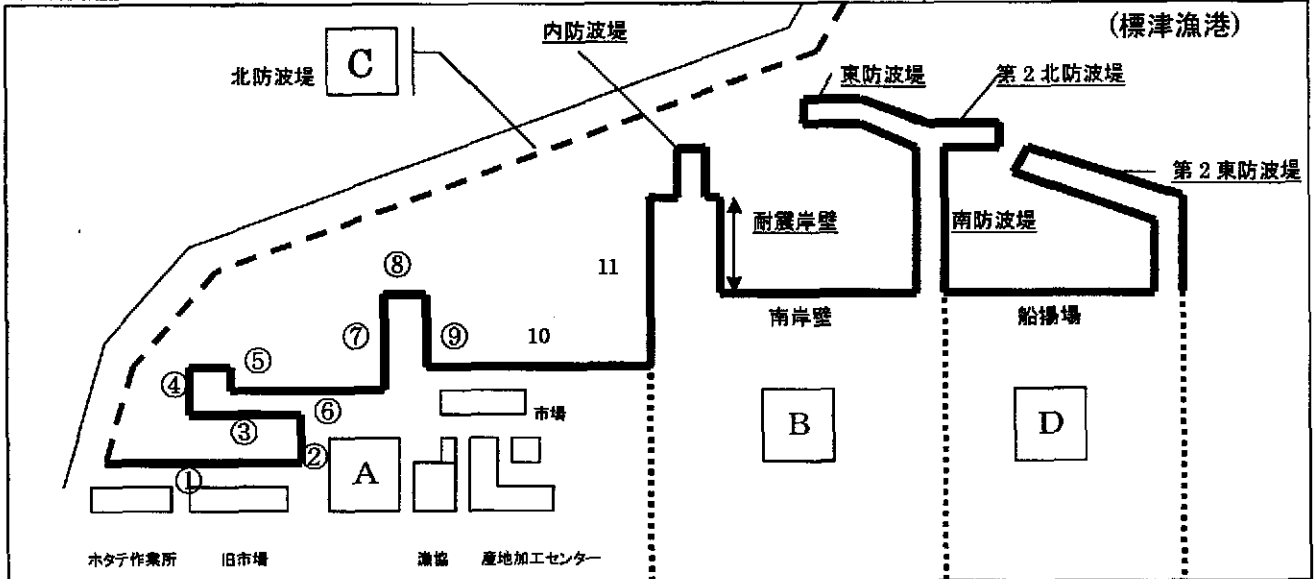 (標津漁港)
内防波堤
C
北防波堤
東防波堤
第2北防波堤
第2東防波堤
耐震岸壁
南防波堤
⑧
11
南岸壁
船揚場
⑦
⑨
10
⑤
④
⑥
市場
③
B
D
②
A
①
ホタテ作業所
旧市場
漁協
産地加工センター